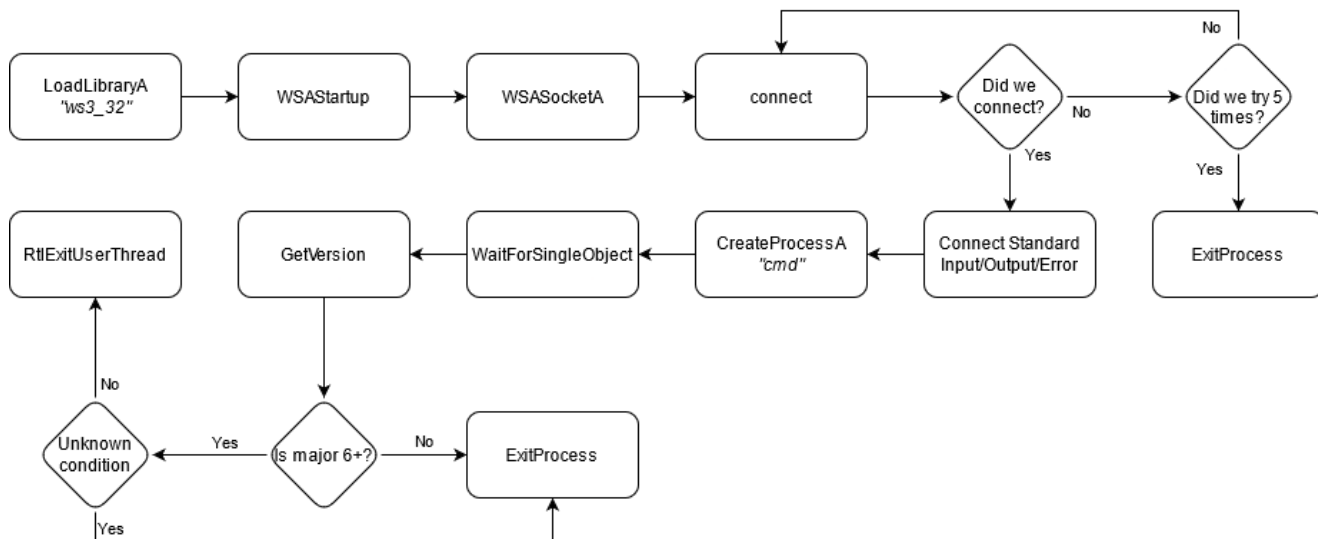 No
LoadLibraryA
"ws3_32"
WSAStartup
WSASocketA
connect
Did we
connect?
No
Did we try 5
times?
Yes
Yes
RtlExitUserThread
GetVersion
WaitForSingleObject
CreateProcessA
"cmd"
Connect Standard
Input/Output/Error
ExitProcess
No
Unknown
condition
Yes
Is major 6+?
No
ExitProcess
Yes